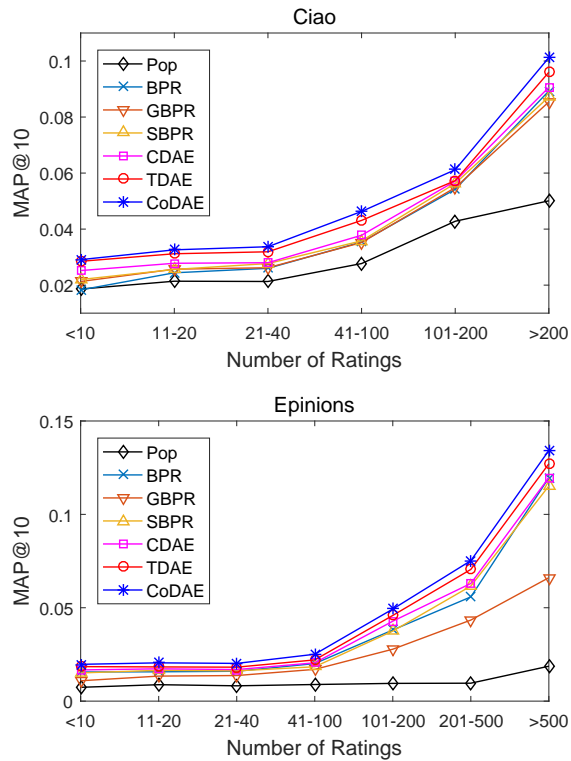 Ciao
0.1
0.08
0.06
0.04
0.02
MAP@10
Pop
BPR
GBPR
SBPR
CDAE
TDAE
CoDAE
<10 11-20 21-40 41-100 101-200 >200
Number of Ratings
Epinions
0.15
0.1
0.05
0
MAP@10
Pop
BPR
GBPR
SBPR
CDAE
TDAE
CoDAE
<10 11-20 21-40 41-100 101-200 201-500 >500
Number of Ratings